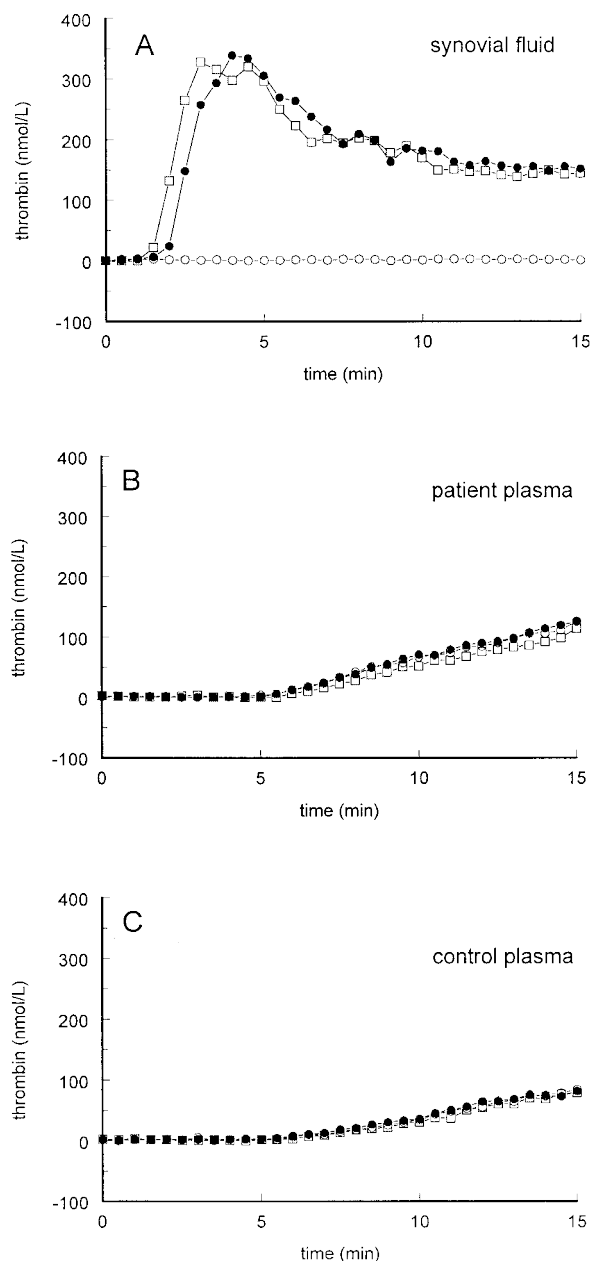 A
synovial fluid
400
300
200
100
0
-100
thrombin (nmol/L)
0 5 10 15
time (min)
B
patient plasma
400
300
200
100
0
-100
thrombin (nmol/L)
0 5 10 15
time (min)
C
control plasma
400
300
200
100
0
-100
thrombin (nmol/L)
0 5 10 15
time (min)